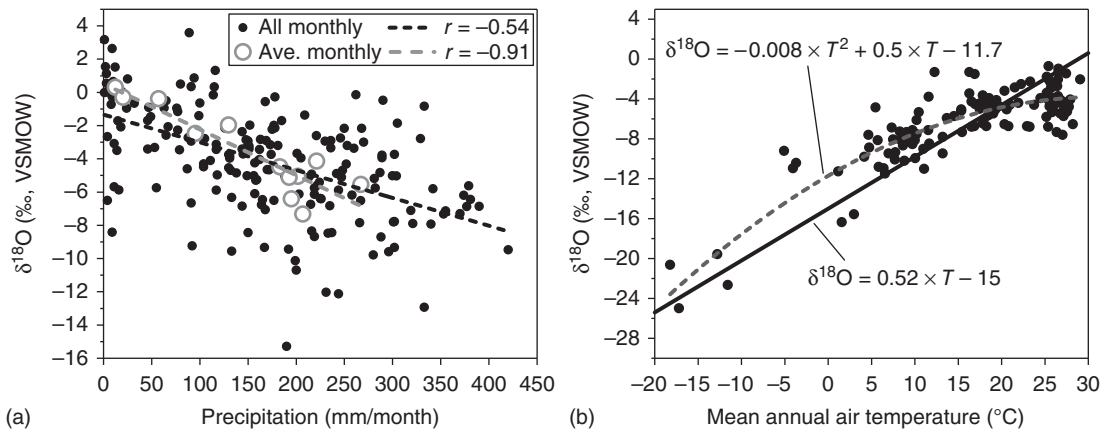 All monthly
r = –0.54
Ave. monthly
r = –0.91
4
2
0
–2
–4
–6
–8
–10
–12
–14
–16
δ¹⁸O (‰, VSMOW)
0 50 100 150 200 250 300 350 400 450
(a)
Precipitation (mm/month)
4
0
–4
–8
–12
–16
–20
–24
–28
δ¹⁸O (‰, VSMOW)
δ¹⁸O = –0.008 × T² + 0.5 × T – 11.7
δ¹⁸O = 0.52 × T – 15
–20 –15 –10 –5 0 5 10 15 20 25 30
(b)
Mean annual air temperature (°C)